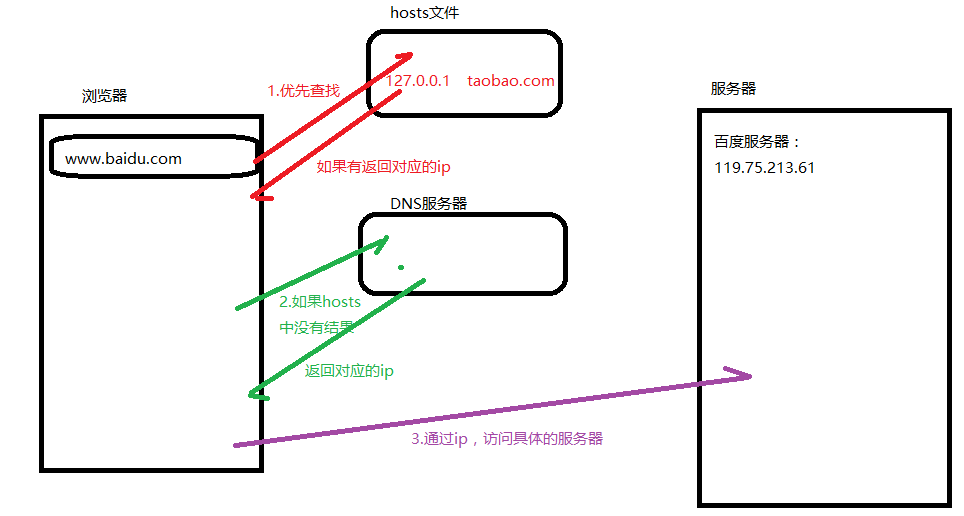 hosts文件
127.0.0.1 taobao.com
1.优先查找
浏览器
www.baidu.com
如果有返回对应的ip
服务器
百度服务器：
119.75.213.61
DNS服务器
2.如果hosts
中没有结果
返回对应的ip
3.通过ip，访问具体的服务器